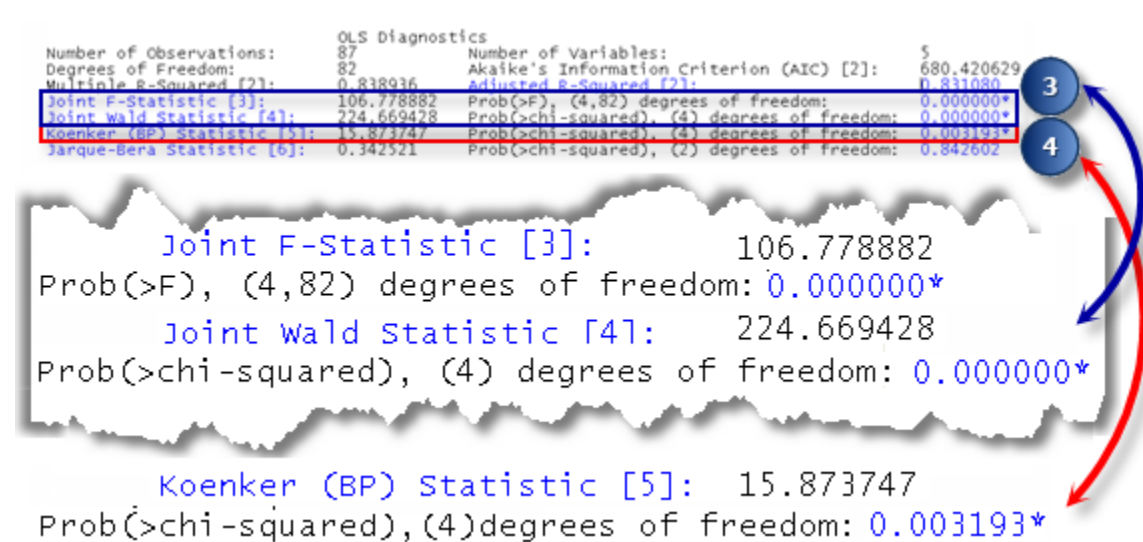 OLS Diagnostics
Number of Observations: 87 Number of Variables: 5
Degrees of Freedom: 82 Akaike's Information Criterion (AIC) [2]: 680.420629
Multiple R-Squared [2]: 0.838936 Adjusted R-Squared [2]: 0.831080
Joint F-Statistic [3]: 106.778882 Prob(>F), (4,82) degrees of freedom: 0.000000*
Joint Wald Statistic [4]: 224.669428 Prob(>chi-squared), (4) degrees of freedom: 0.000000*
Koenker (BP) Statistic [5]: 15.873747 Prob(>chi-squared), (4) degrees of freedom: 0.003193*
Jarque-Bera Statistic [6]: 0.342521 Prob(>chi-squared), (2) degrees of freedom: 0.842602
3
4
Joint F-Statistic [3]: 106.778882
Prob(>F), (4,82) degrees of freedom: 0.000000*
Joint Wald Statistic [4]: 224.669428
Prob(>chi-squared), (4) degrees of freedom: 0.000000*
Koenker (BP) Statistic [5]: 15.873747
Prob(>chi-squared),(4)degrees of freedom: 0.003193*